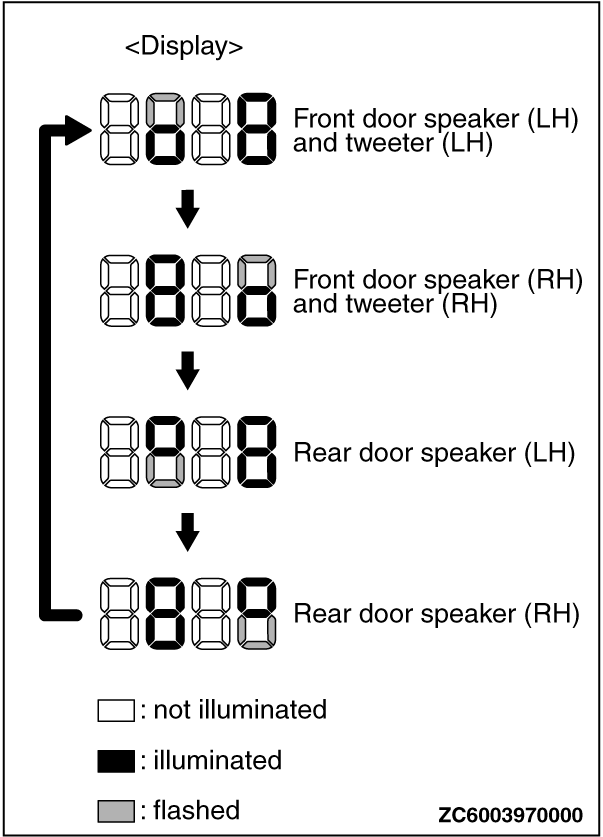 <Display>
Front door speaker (LH)
and tweeter (LH)
Front door speaker (RH)
and tweeter (RH)
Rear door speaker (LH)
Rear door speaker (RH)
: not illuminated
: illuminated
: flashed
ZC6003970000